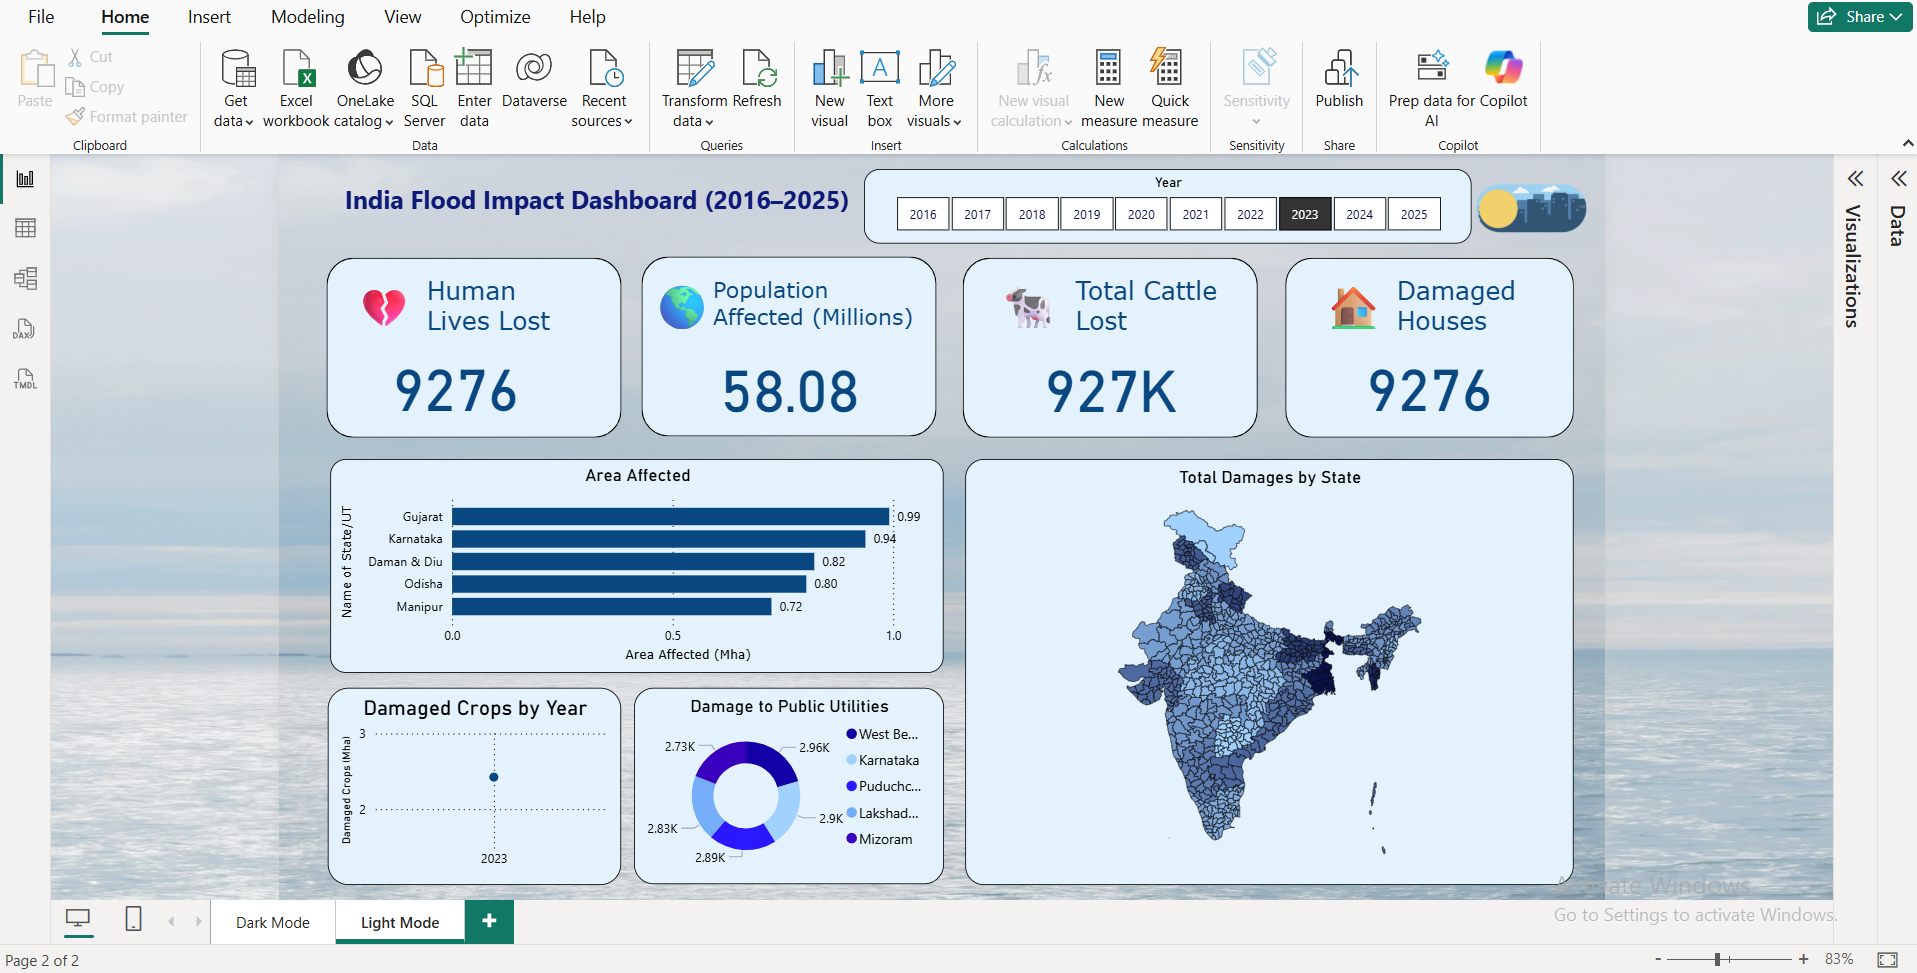 File Home Insert Modeling View Optimize Help
Share
Paste
Cut
Copy
Format painter
Clipboard
Get data
Excel workbook
OneLake catalog
SQL Server
Enter data
Dataverse
Recent sources
Data
Transform data
Refresh
Queries
New visual
Text box
More visuals
Insert
New visual calculation
New measure
Quick measure
Calculations
Sensitivity
Sensitivity
Publish
Share
Prep data for AI
Copilot
Copilot
DAX
TMDL
India Flood Impact Dashboard (2016–2025)
Year
2016 2017 2018 2019 2020 2021 2022 2023 2024 2025
Visualizations
Data
Human
Lives Lost
9276
Population
Affected (Millions)
58.08
Total Cattle
Lost
927K
Damaged
Houses
9276
Area Affected
Name of State/UT
Gujarat 0.99
Karnataka 0.94
Daman & Diu 0.82
Odisha 0.80
Manipur 0.72
0.0 0.5 1.0
Area Affected (Mha)
Total Damages by State
Damaged Crops by Year
Damaged Crops (Mha)
3
2
2023
Damage to Public Utilities
2.73K
2.96K
2.83K
2.9K
2.89K
West Be...
Karnataka
Puduchc...
Lakshad...
Mizoram
Activate Windows
Go to Settings to activate Windows.
Dark Mode Light Mode +
Page 2 of 2
- + 83%